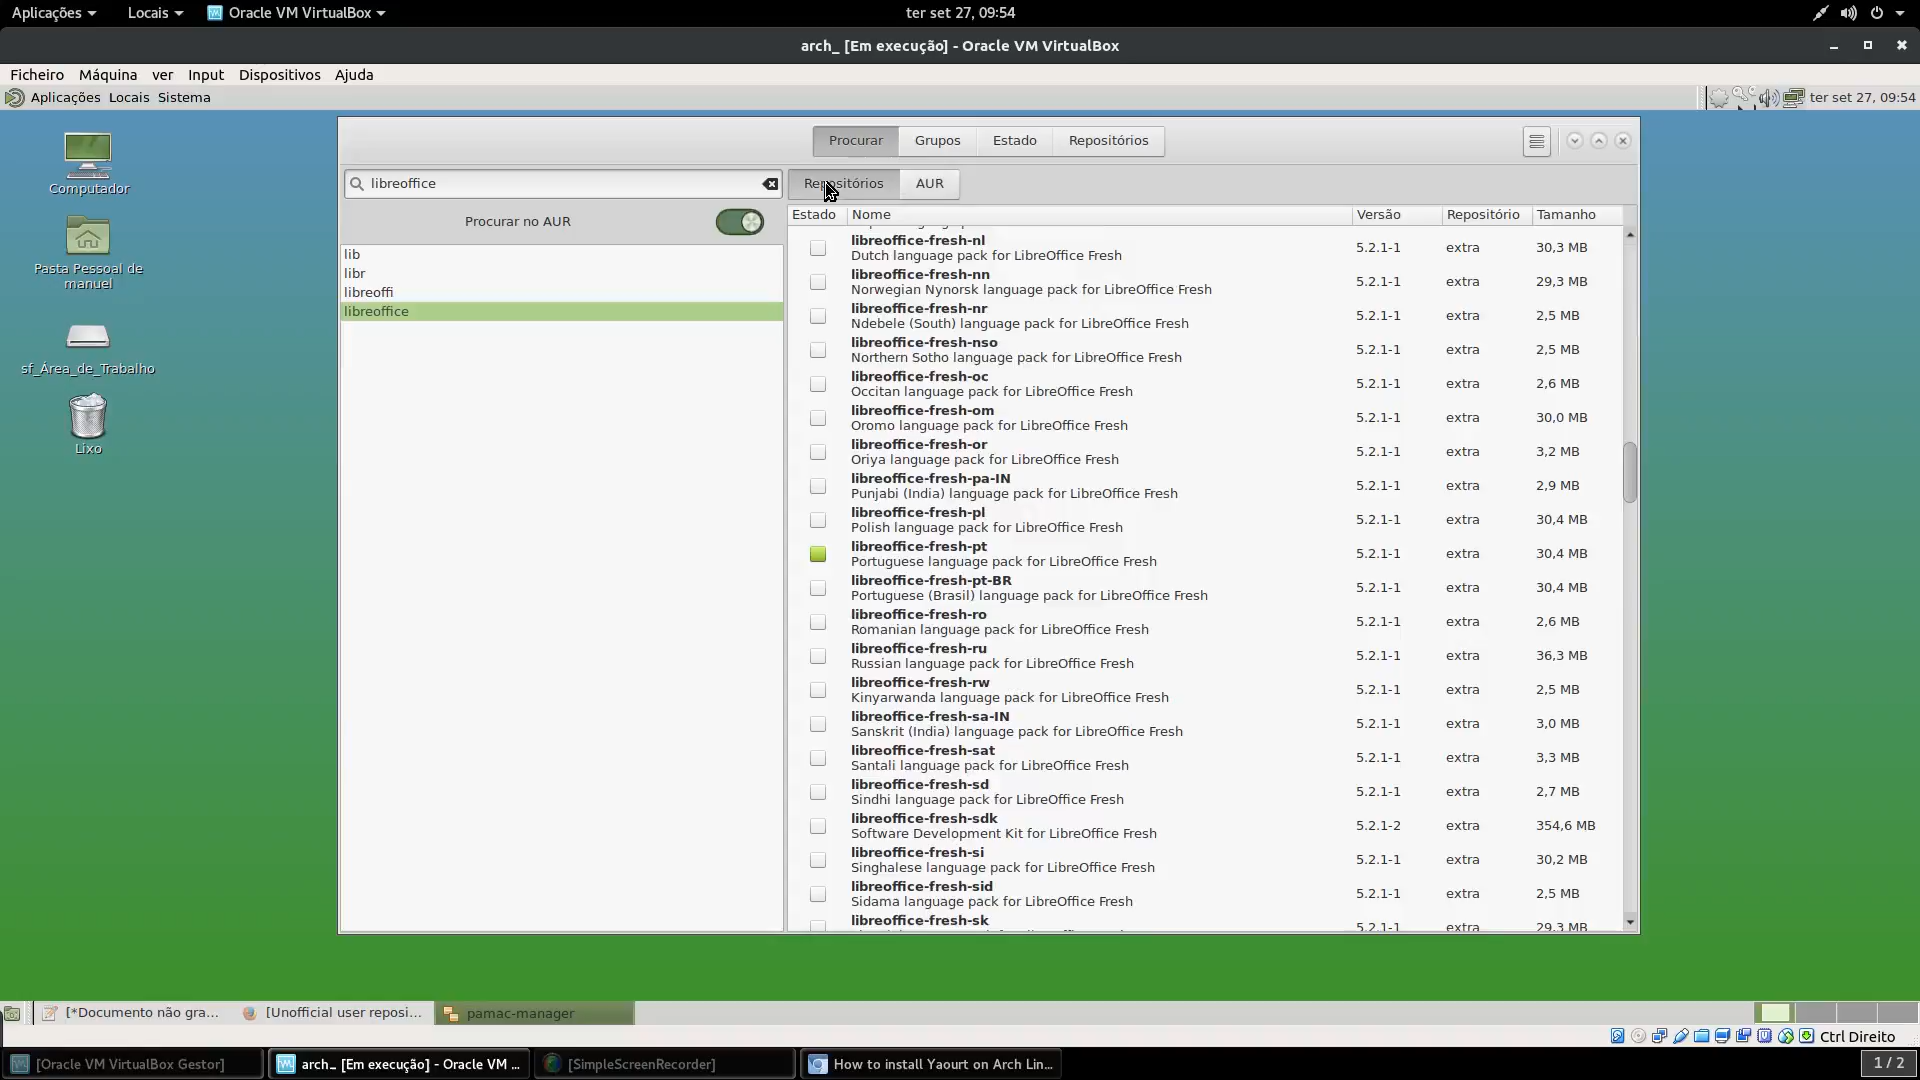 Aplicações Locais Oracle VM VirtualBox ter set 27, 09:54
arch_ [Em execução] - Oracle VM VirtualBox
Ficheiro Máquina ver Input Dispositivos Ajuda
Aplicações Locais Sistema ter set 27, 09:54
Procurar Grupos Estado Repositórios
libreoffice
Repositórios AUR
Procurar no AUR
lib
libr
libreoffi
libreoffice
Estado Nome Versão Repositório Tamanho
libreoffice-fresh-nl 5.2.1-1 extra 30,3 MB
Dutch language pack for LibreOffice Fresh
libreoffice-fresh-nn 5.2.1-1 extra 29,3 MB
Norwegian Nynorsk language pack for LibreOffice Fresh
libreoffice-fresh-nr 5.2.1-1 extra 2,5 MB
Ndebele (South) language pack for LibreOffice Fresh
libreoffice-fresh-nso 5.2.1-1 extra 2,5 MB
Northern Sotho language pack for LibreOffice Fresh
libreoffice-fresh-oc 5.2.1-1 extra 2,6 MB
Occitan language pack for LibreOffice Fresh
libreoffice-fresh-om 5.2.1-1 extra 30,0 MB
Oromo language pack for LibreOffice Fresh
libreoffice-fresh-or 5.2.1-1 extra 3,2 MB
Oriya language pack for LibreOffice Fresh
libreoffice-fresh-pa-IN 5.2.1-1 extra 2,9 MB
Punjabi (India) language pack for LibreOffice Fresh
libreoffice-fresh-pl 5.2.1-1 extra 30,4 MB
Polish language pack for LibreOffice Fresh
libreoffice-fresh-pt 5.2.1-1 extra 30,4 MB
Portuguese language pack for LibreOffice Fresh
libreoffice-fresh-pt-BR 5.2.1-1 extra 30,4 MB
Portuguese (Brasil) language pack for LibreOffice Fresh
libreoffice-fresh-ro 5.2.1-1 extra 2,6 MB
Romanian language pack for LibreOffice Fresh
libreoffice-fresh-ru 5.2.1-1 extra 36,3 MB
Russian language pack for LibreOffice Fresh
libreoffice-fresh-rw 5.2.1-1 extra 2,5 MB
Kinyarwanda language pack for LibreOffice Fresh
libreoffice-fresh-sa-IN 5.2.1-1 extra 3,0 MB
Sanskrit (India) language pack for LibreOffice Fresh
libreoffice-fresh-sat 5.2.1-1 extra 3,3 MB
Santali language pack for LibreOffice Fresh
libreoffice-fresh-sd 5.2.1-1 extra 2,7 MB
Sindhi language pack for LibreOffice Fresh
libreoffice-fresh-sdk 5.2.1-2 extra 354,6 MB
Software Development Kit for LibreOffice Fresh
libreoffice-fresh-si 5.2.1-1 extra 30,2 MB
Singhalese language pack for LibreOffice Fresh
libreoffice-fresh-sid 5.2.1-1 extra 2,5 MB
Sidama language pack for LibreOffice Fresh
libreoffice-fresh-sk 5.2.1-1 extra 29,3 MB
Computador
Pasta Pessoal de
manuel
sf_Área_de_Trabalho
Lixo
[*Documento não gra... [Unofficial user reposi... pamac-manager
Ctrl Direito
[Oracle VM VirtualBox Gestor] arch_ [Em execução] - Oracle VM ... [SimpleScreenRecorder] How to install Yaourt on Arch Lin... 1 / 2